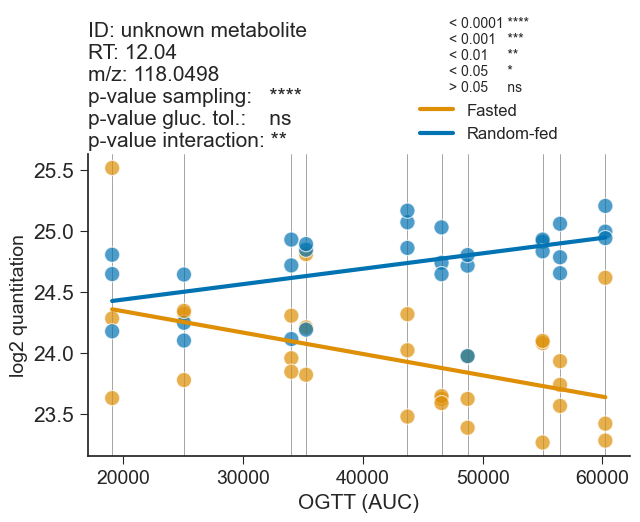 ID: unknown metabolite
RT: 12.04
m/z: 118.0498
p-value sampling: ****
p-value gluc. tol.: ns
p-value interaction: **
< 0.0001 ****
< 0.001 ***
< 0.01 **
< 0.05 *
> 0.05 ns
Fasted
Random-fed
25.5
25.0
24.5
24.0
23.5
log2 quantitation
20000 30000 40000 50000 60000
OGTT (AUC)